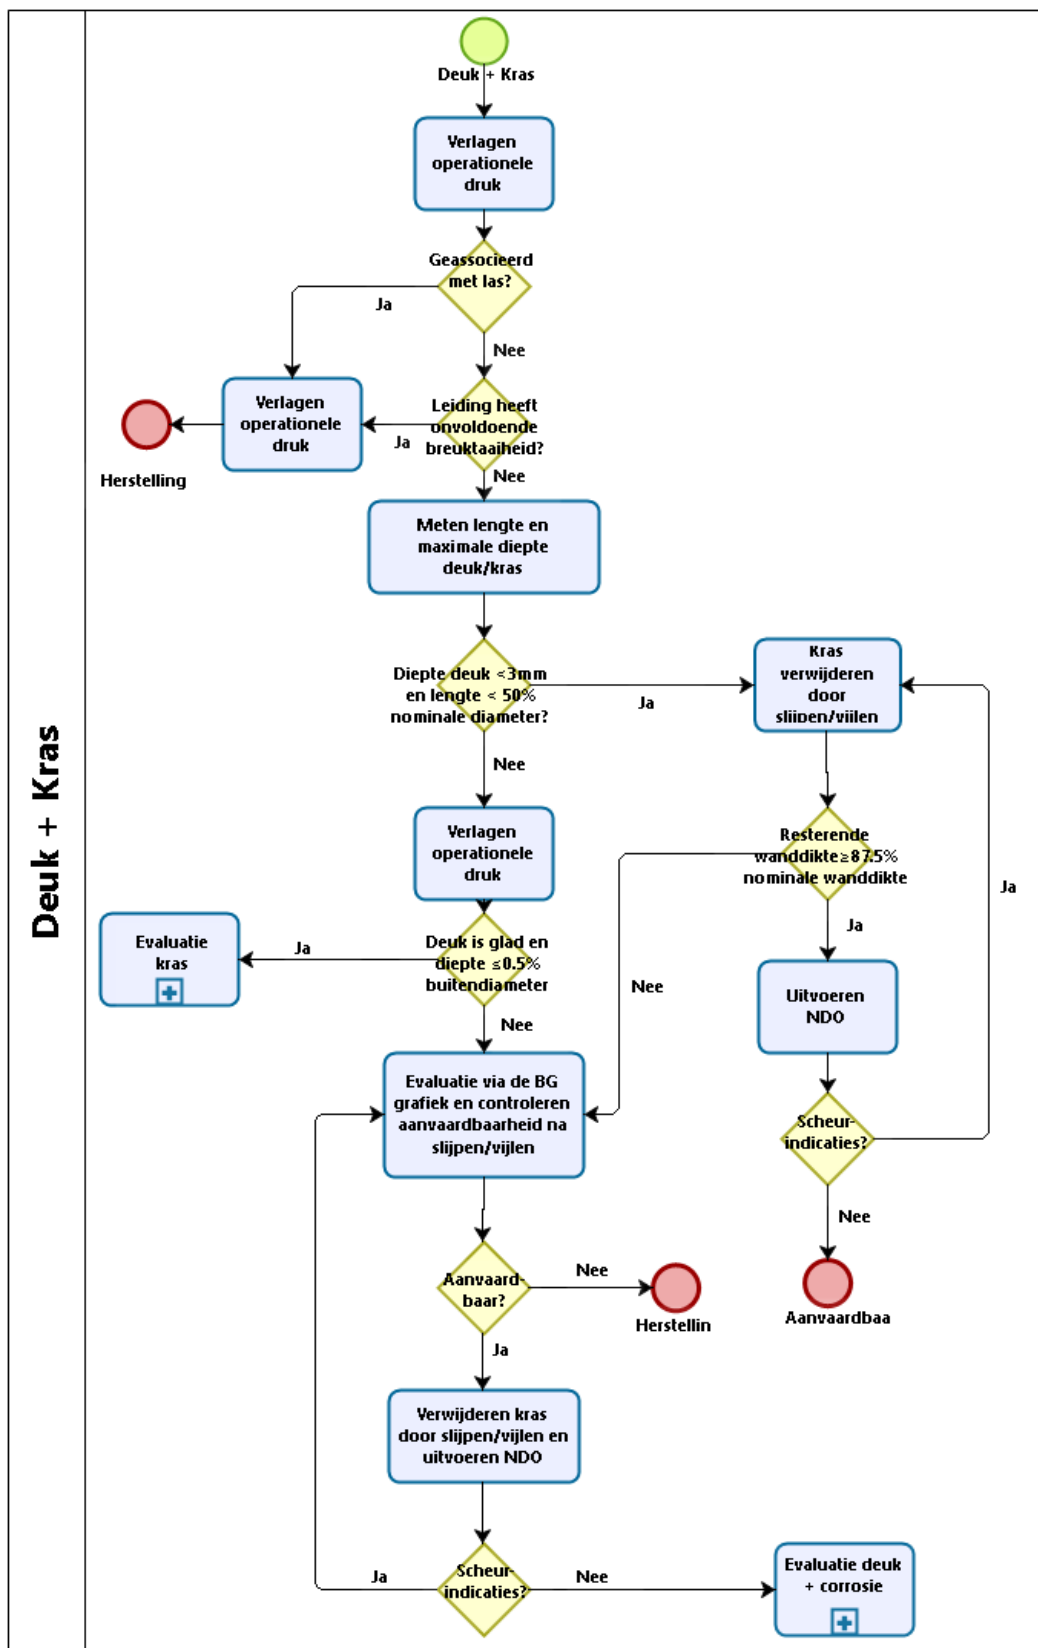 Deuk + Kras
Deuk + Kras
Verlagen
operationele
druk
Geassocieerd
met las?
Ja
Nee
Verlagen
operationele
druk
Leiding heeft
onvoldoende
breuktaaiheid?
Ja
Herstelling
Nee
Meten lengte en
maximale diepte
deuk/kras
Diepte deuk <3mm
en lengte < 50%
nominale diameter?
Ja
Kras
verwijderen
door
slijpen/vijlen
Nee
Verlagen
operationele
druk
Resterende
wanddikte≥87.5%
nominale wanddikte
Ja
Ja
Nee
Evaluatie
kras
Ja
Deuk is glad en
diepte ≤0.5%
buitendiameter
Nee
Uitvoeren
NDO
Evaluatie via de BG
grafiek en controleren
aanvaardbaarheid na
slijpen/vijlen
Scheur-
indicaties?
Nee
Aanvaardbaa
Aanvaard-
baar?
Nee
Herstellin
Ja
Verwijderen kras
door slijpen/vijlen en
uitvoeren NDO
Scheur-
indicaties?
Ja
Nee
Evaluatie deuk
+ corrosie